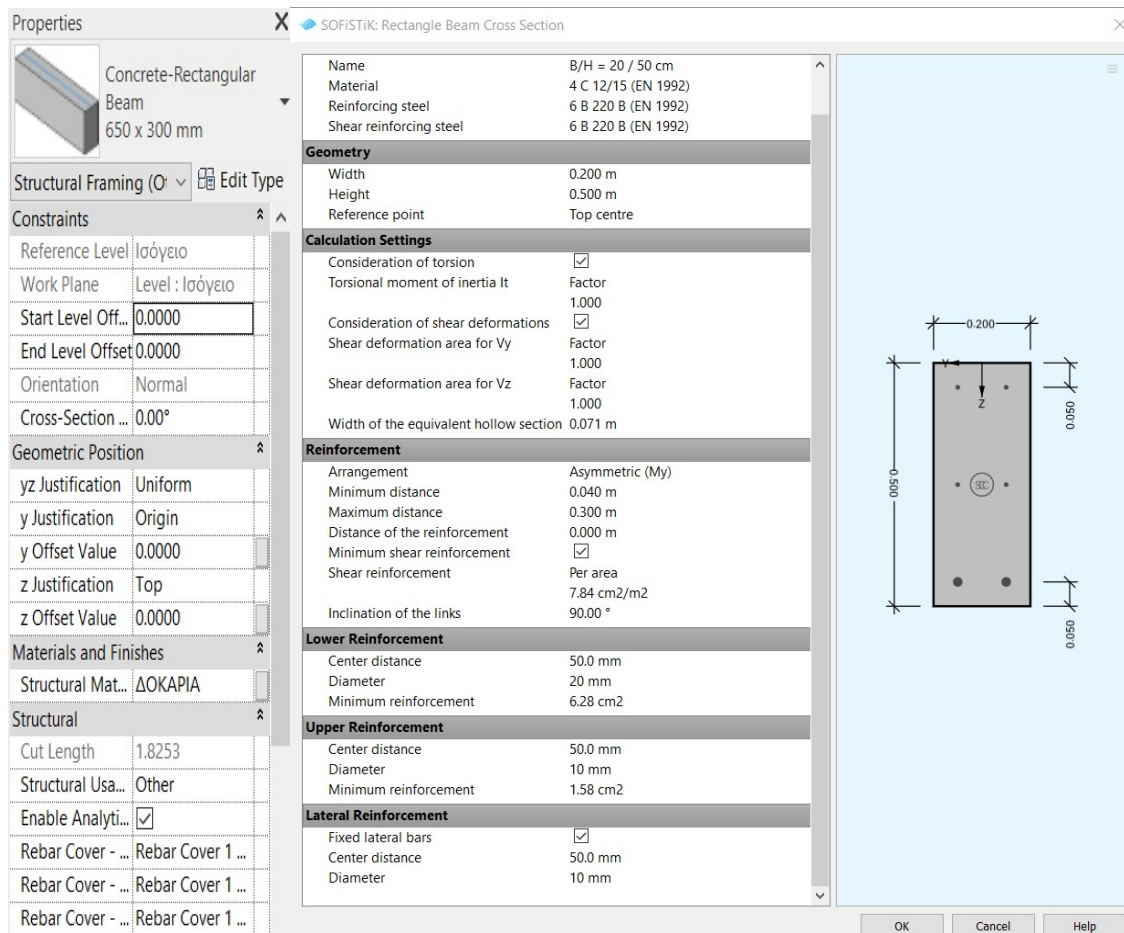 Properties X
Concrete-Rectangular
Beam
650 x 300 mm
Structural Framing (O
Edit Type
Constraints
Reference Level Ισόγειο
Work Plane Level : Ισόγειο
Start Level Off... 0.0000
End Level Offset 0.0000
Orientation Normal
Cross-Section ... 0.00°
Geometric Position
yz Justification Uniform
y Justification Origin
y Offset Value 0.0000
z Justification Top
z Offset Value 0.0000
Materials and Finishes
Structural Mat... ΔΟΚΑΡΙΑ
Structural
Cut Length 1.8253
Structural Usa... Other
Enable Analyti...
Rebar Cover - ... Rebar Cover 1 ...
Rebar Cover - ... Rebar Cover 1 ...
Rebar Cover - ... Rebar Cover 1 ...
SOFiSTiK: Rectangle Beam Cross Section
Name B/H = 20 / 50 cm
Material 4 C 12/15 (EN 1992)
Reinforcing steel 6 B 220 B (EN 1992)
Shear reinforcing steel 6 B 220 B (EN 1992)
Geometry
Width 0.200 m
Height 0.500 m
Reference point Top centre
Calculation Settings
Consideration of torsion
Torsional moment of inertia It Factor
1.000
Consideration of shear deformations
Shear deformation area for Vy Factor
1.000
Shear deformation area for Vz Factor
1.000
Width of the equivalent hollow section 0.071 m
Reinforcement
Arrangement Asymmetric (My)
Minimum distance 0.040 m
Maximum distance 0.300 m
Distance of the reinforcement 0.000 m
Minimum shear reinforcement
Shear reinforcement Per area
7.84 cm2/m2
Inclination of the links 90.00 °
Lower Reinforcement
Center distance 50.0 mm
Diameter 20 mm
Minimum reinforcement 6.28 cm2
Upper Reinforcement
Center distance 50.0 mm
Diameter 10 mm
Minimum reinforcement 1.58 cm2
Lateral Reinforcement
Fixed lateral bars
Center distance 50.0 mm
Diameter 10 mm
0.200
Y
Z
0.050
0.500
0.050
OK Cancel Help